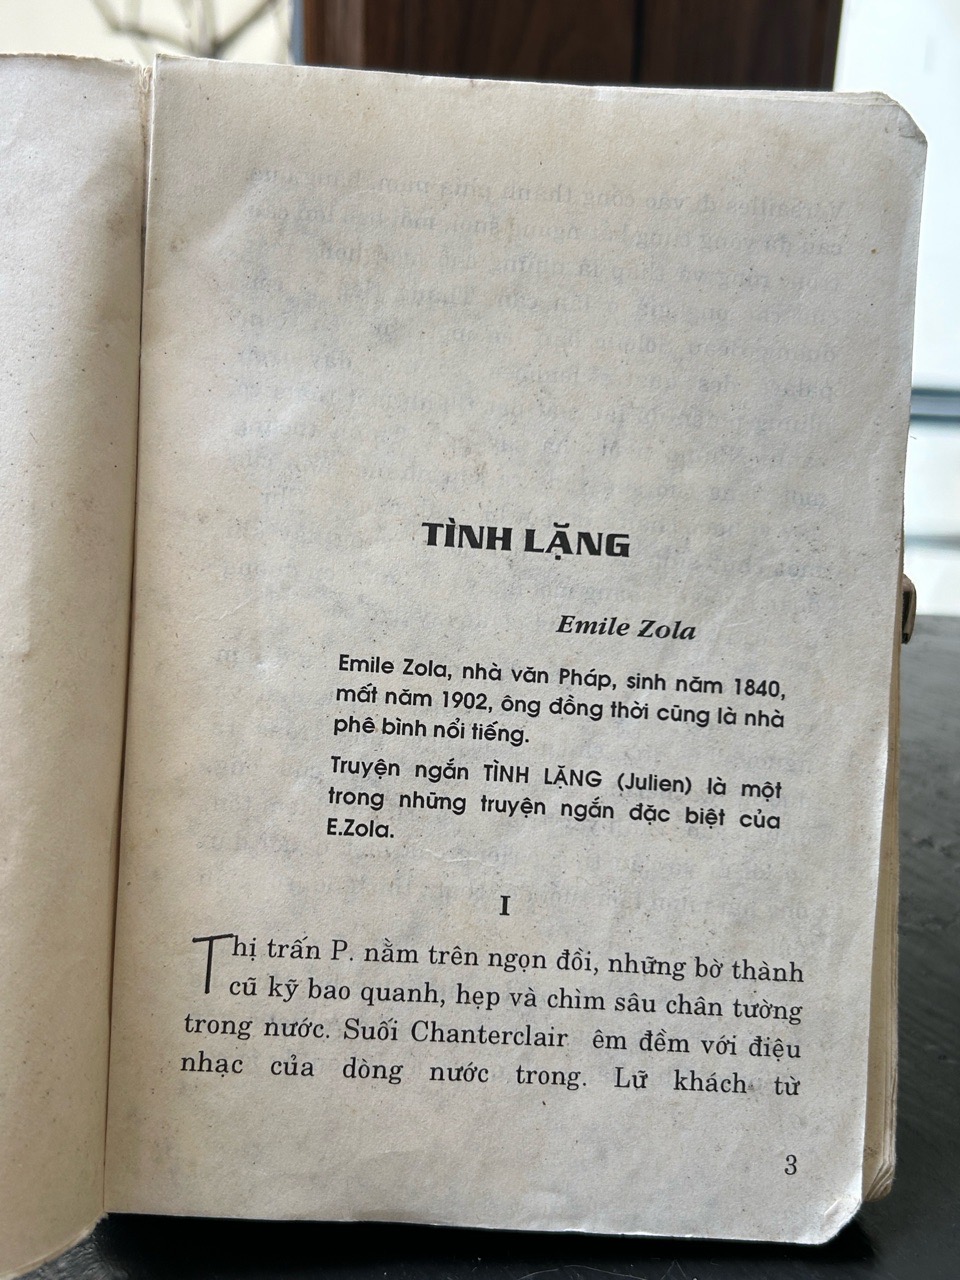 TÌNH LẶNG
Emile Zola
Emile Zola, nhà văn Pháp, sinh năm 1840,
mất năm 1902, ông đồng thời cũng là nhà
phê bình nổi tiếng.
Truyện ngắn TÌNH LẶNG (Julien) là một
trong những truyện ngắn đặc biệt của
E.Zola.
I
Thị trấn P. nằm trên ngọn đồi, những bờ thành
cũ kỹ bao quanh, hẹp và chìm sâu chân tường
trong nước. Suối Chanterclair êm đềm với điệu
nhạc của dòng nước trong. Lữ khách từ
3